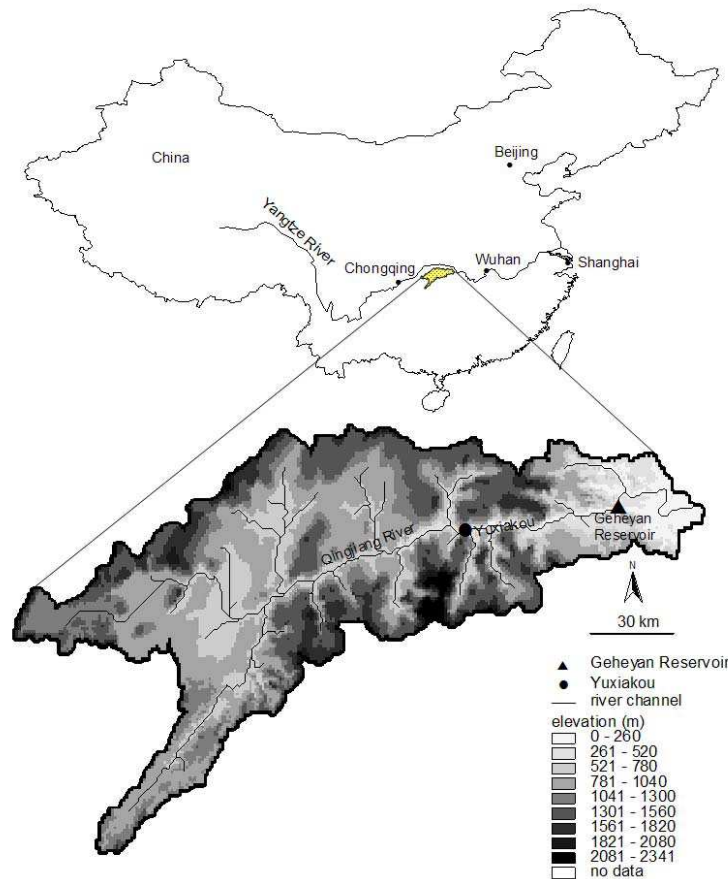 China
Beijing
Yangtze River
Chongqing
Wuhan
Shanghai
Qingjiang River
Yuxiakou
Geheyan
Reservoir
N
30 km
Geheyan Reservoir
Yuxiakou
river channel
elevation (m)
0 - 260
261 - 520
521 - 780
781 - 1040
1041 - 1300
1301 - 1560
1561 - 1820
1821 - 2080
2081 - 2341
no data